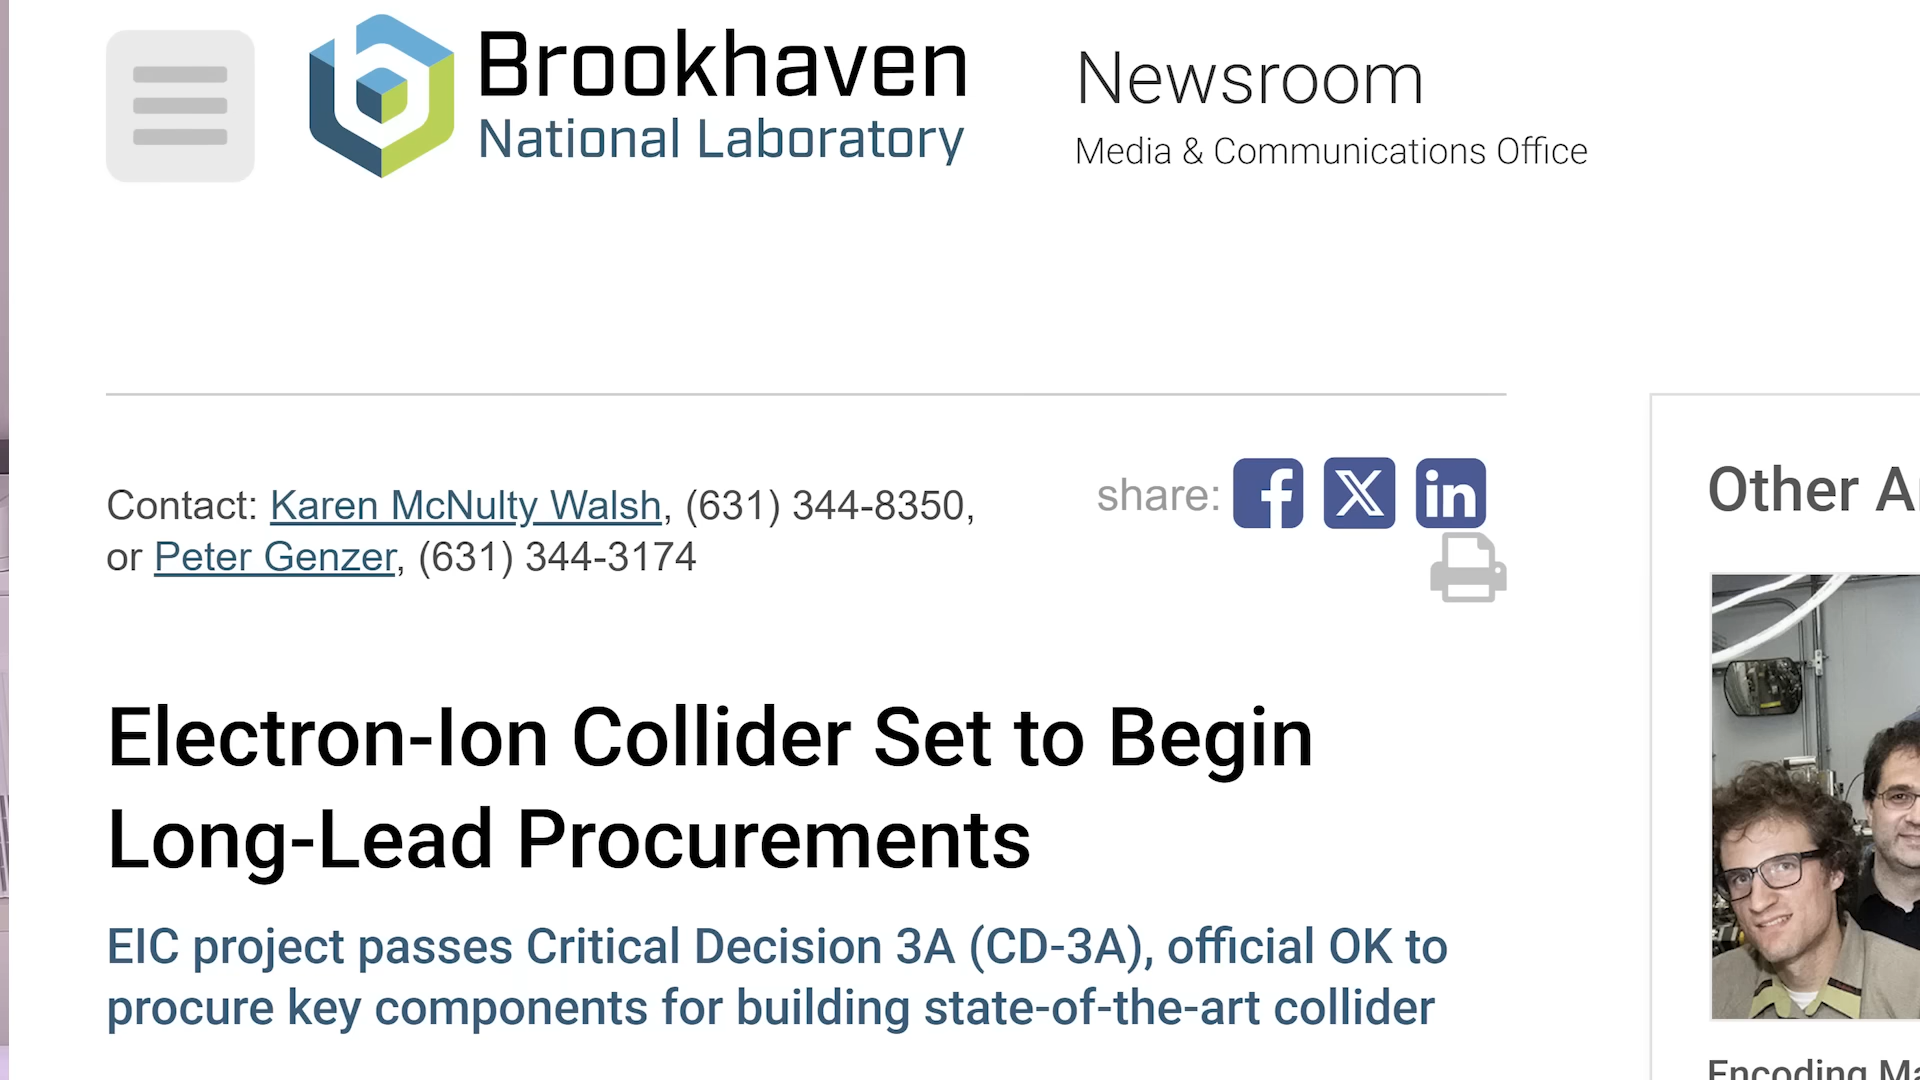 Brookhaven
National Laboratory
Newsroom
Media & Communications Office
Contact: Karen McNulty Walsh, (631) 344-8350,
or Peter Genzer, (631) 344-3174
share:
Other
Electron-Ion Collider Set to Begin
Long-Lead Procurements
EIC project passes Critical Decision 3A (CD-3A), official OK to
procure key components for building state-of-the-art collider
Encoding